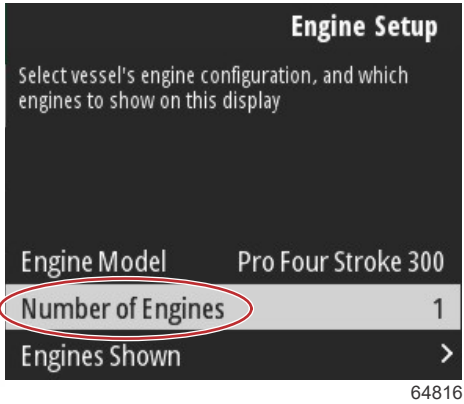 Engine Setup
Select vessel's engine configuration, and which
engines to show on this display
Engine Model Pro Four Stroke 300
Number of Engines 1
Engines Shown >
64816